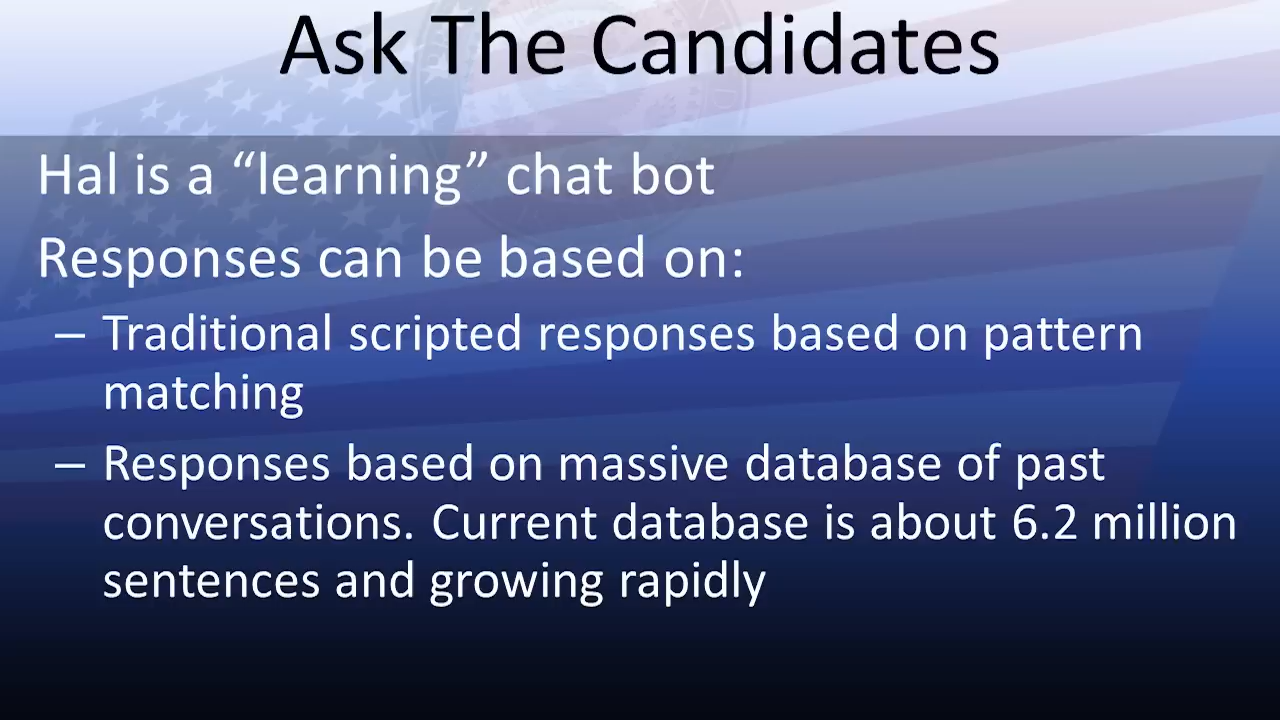 Ask The Candidates
Hal is a “learning” chat bot
Responses can be based on:
– Traditional scripted responses based on pattern
matching
– Responses based on massive database of past
conversations. Current database is about 6.2 million
sentences and growing rapidly